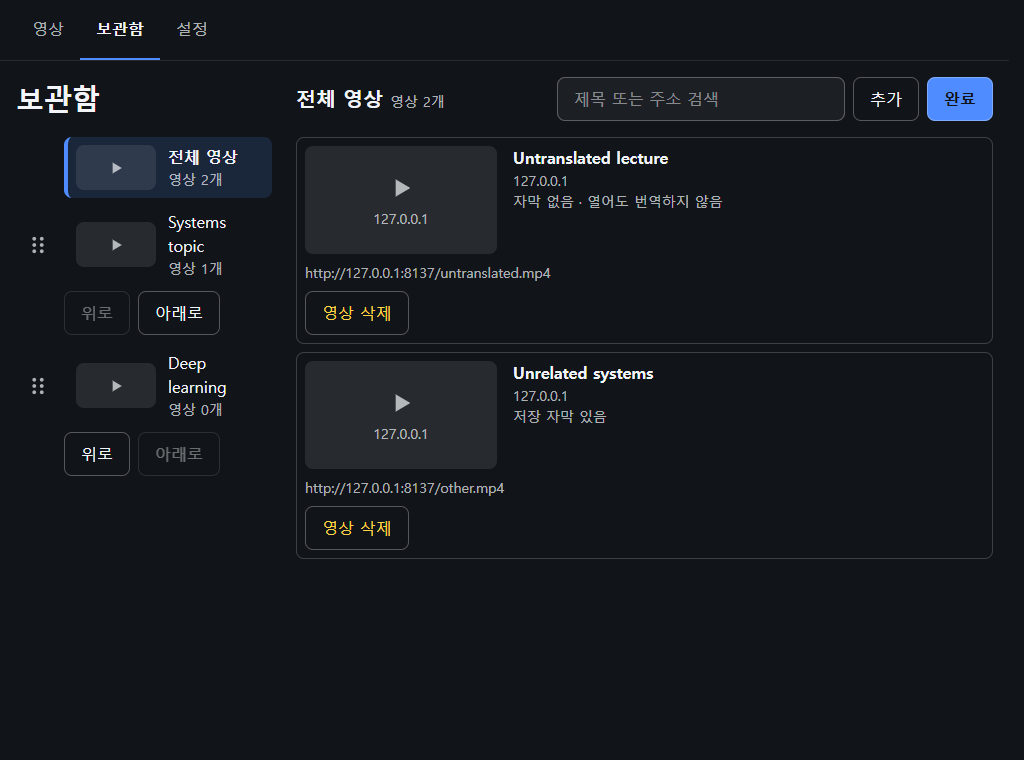 영상
보관함
설정
보관함
전체 영상
영상 2개
Systems
topic
영상 1개
위로
아래로
Deep
learning
영상 0개
위로
아래로
전체 영상 영상 2개
제목 또는 주소 검색
추가
완료
127.0.0.1
Untranslated lecture
127.0.0.1
자막 없음 · 열어도 번역하지 않음
http://127.0.0.1:8137/untranslated.mp4
영상 삭제
127.0.0.1
Unrelated systems
127.0.0.1
저장 자막 있음
http://127.0.0.1:8137/other.mp4
영상 삭제